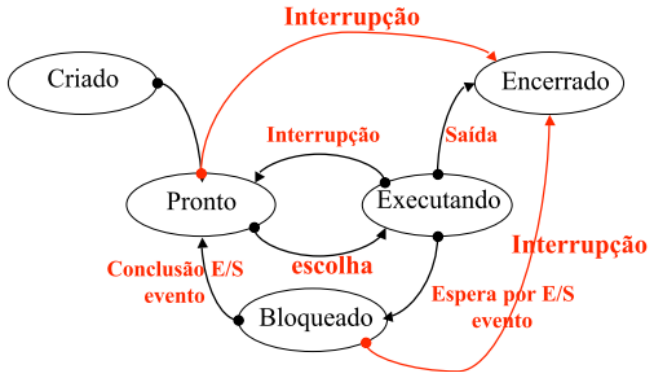 Interrupção
Criado
Encerrado
Interrupção
Saída
Pronto
Executando
Interrupção
escolha
Conclusão E/S
evento
Espera por E/S
evento
Bloqueado